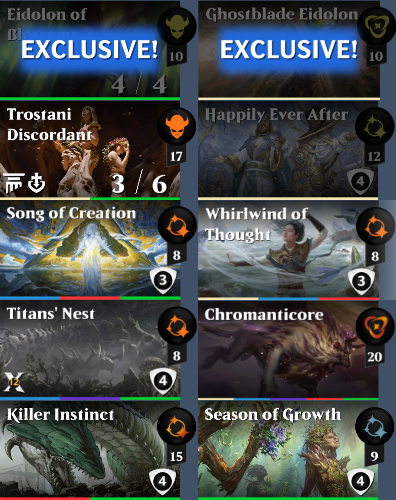 Eidolon of
EXCLUSIVE!
10
4 / 4
Ghostblade Eidolon
EXCLUSIVE!
10
Trostani
Discordant
17
3 / 6
Happily Ever After
12
4
Song of Creation
8
3
Whirlwind of
Thought
8
3
Titans' Nest
8
X 12
4
Chromanticore
20
Killer Instinct
15
4
Season of Growth
9
4